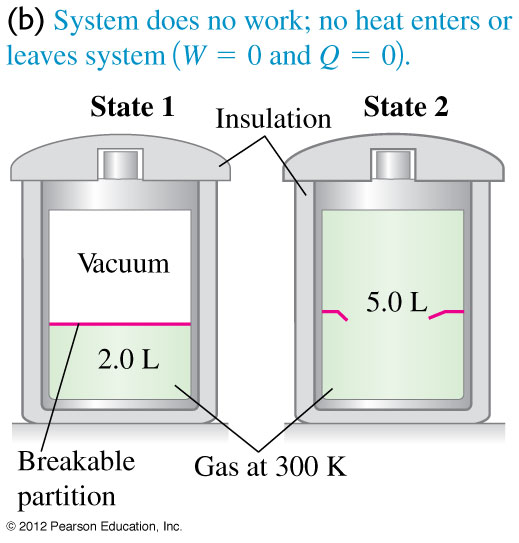 (b) System does no work; no heat enters or
leaves system (W = 0 and Q = 0).
State 1
Insulation
State 2
Vacuum
2.0 L
5.0 L
Breakable
partition
Gas at 300 K
© 2012 Pearson Education, Inc.